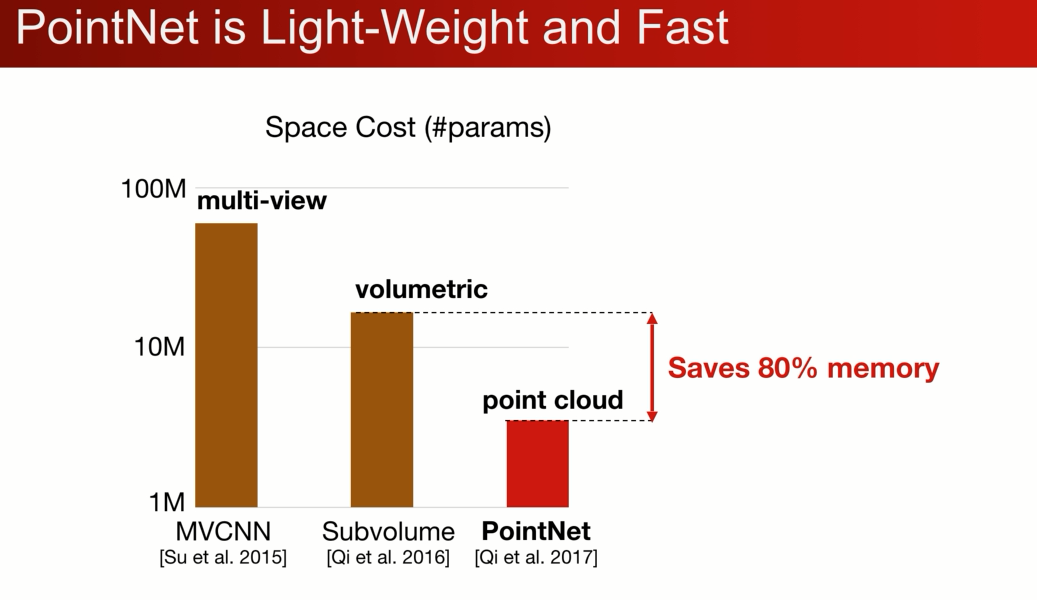 PointNet is Light-Weight and Fast
Space Cost (#params)
100M
multi-view
volumetric
10M
Saves 80% memory
point cloud
1M
MVCNN
[Su et al. 2015]
Subvolume
[Qi et al. 2016]
PointNet
[Qi et al. 2017]